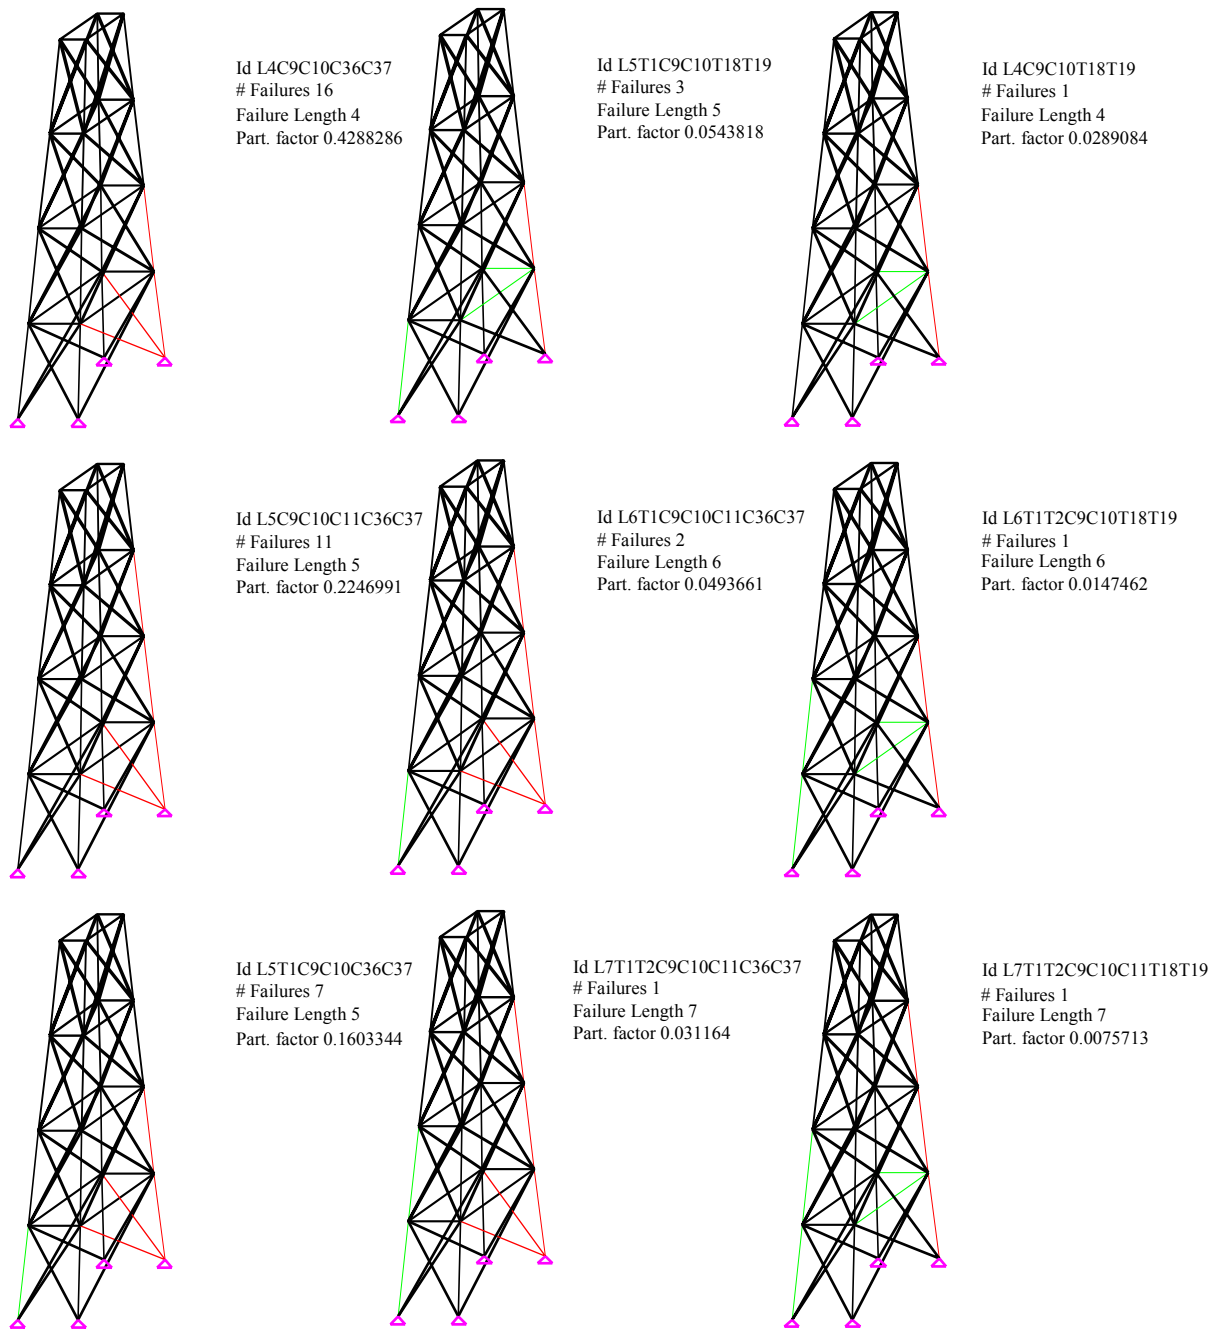 Id L4C9C10C36C37
# Failures 16
Failure Length 4
Part. factor 0.4288286
Id L5T1C9C10T18T19
# Failures 3
Failure Length 5
Part. factor 0.0543818
Id L4C9C10T18T19
# Failures 1
Failure Length 4
Part. factor 0.0289084
Id L5C9C10C11C36C37
# Failures 11
Failure Length 5
Part. factor 0.2246991
Id L6T1C9C10C11C36C37
# Failures 2
Failure Length 6
Part. factor 0.0493661
Id L6T1T2C9C10T18T19
# Failures 1
Failure Length 6
Part. factor 0.0147462
Id L5T1C9C10C36C37
# Failures 7
Failure Length 5
Part. factor 0.1603344
Id L7T1T2C9C10C11C36C37
# Failures 1
Failure Length 7
Part. factor 0.031164
Id L7T1T2C9C10C11T18T19
# Failures 1
Failure Length 7
Part. factor 0.0075713